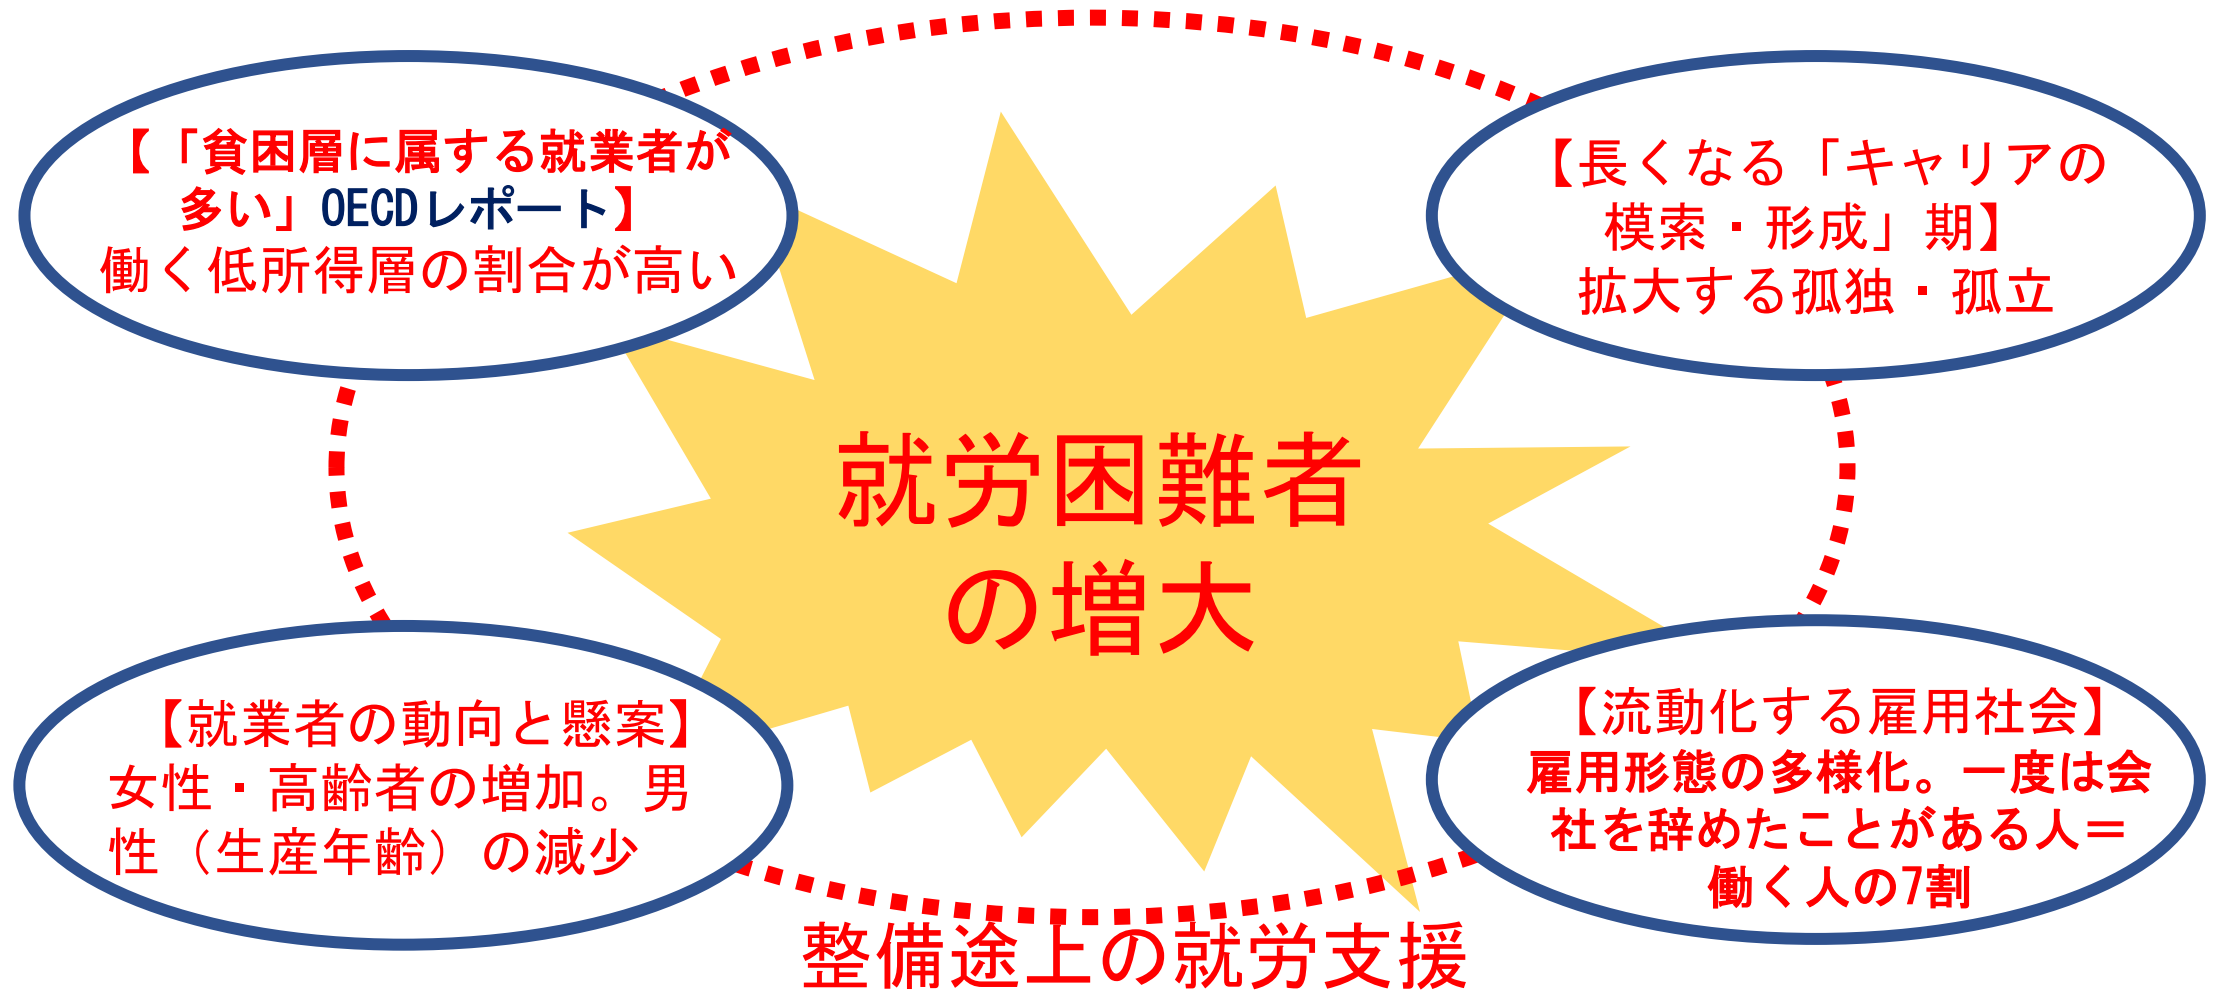 【「貧困層に属する就業者が
多い」OECDレポート】
働く低所得層の割合が高い
【長くなる「キャリアの
模索・形成」期】
拡大する孤独・孤立
就労困難者
の増大
【就業者の動向と懸案】
女性・高齢者の増加。男
性（生産年齢）の減少
【流動化する雇用社会】
雇用形態の多様化。一度は会
社を辞めたことがある人＝
働く人の7割
整備途上の就労支援